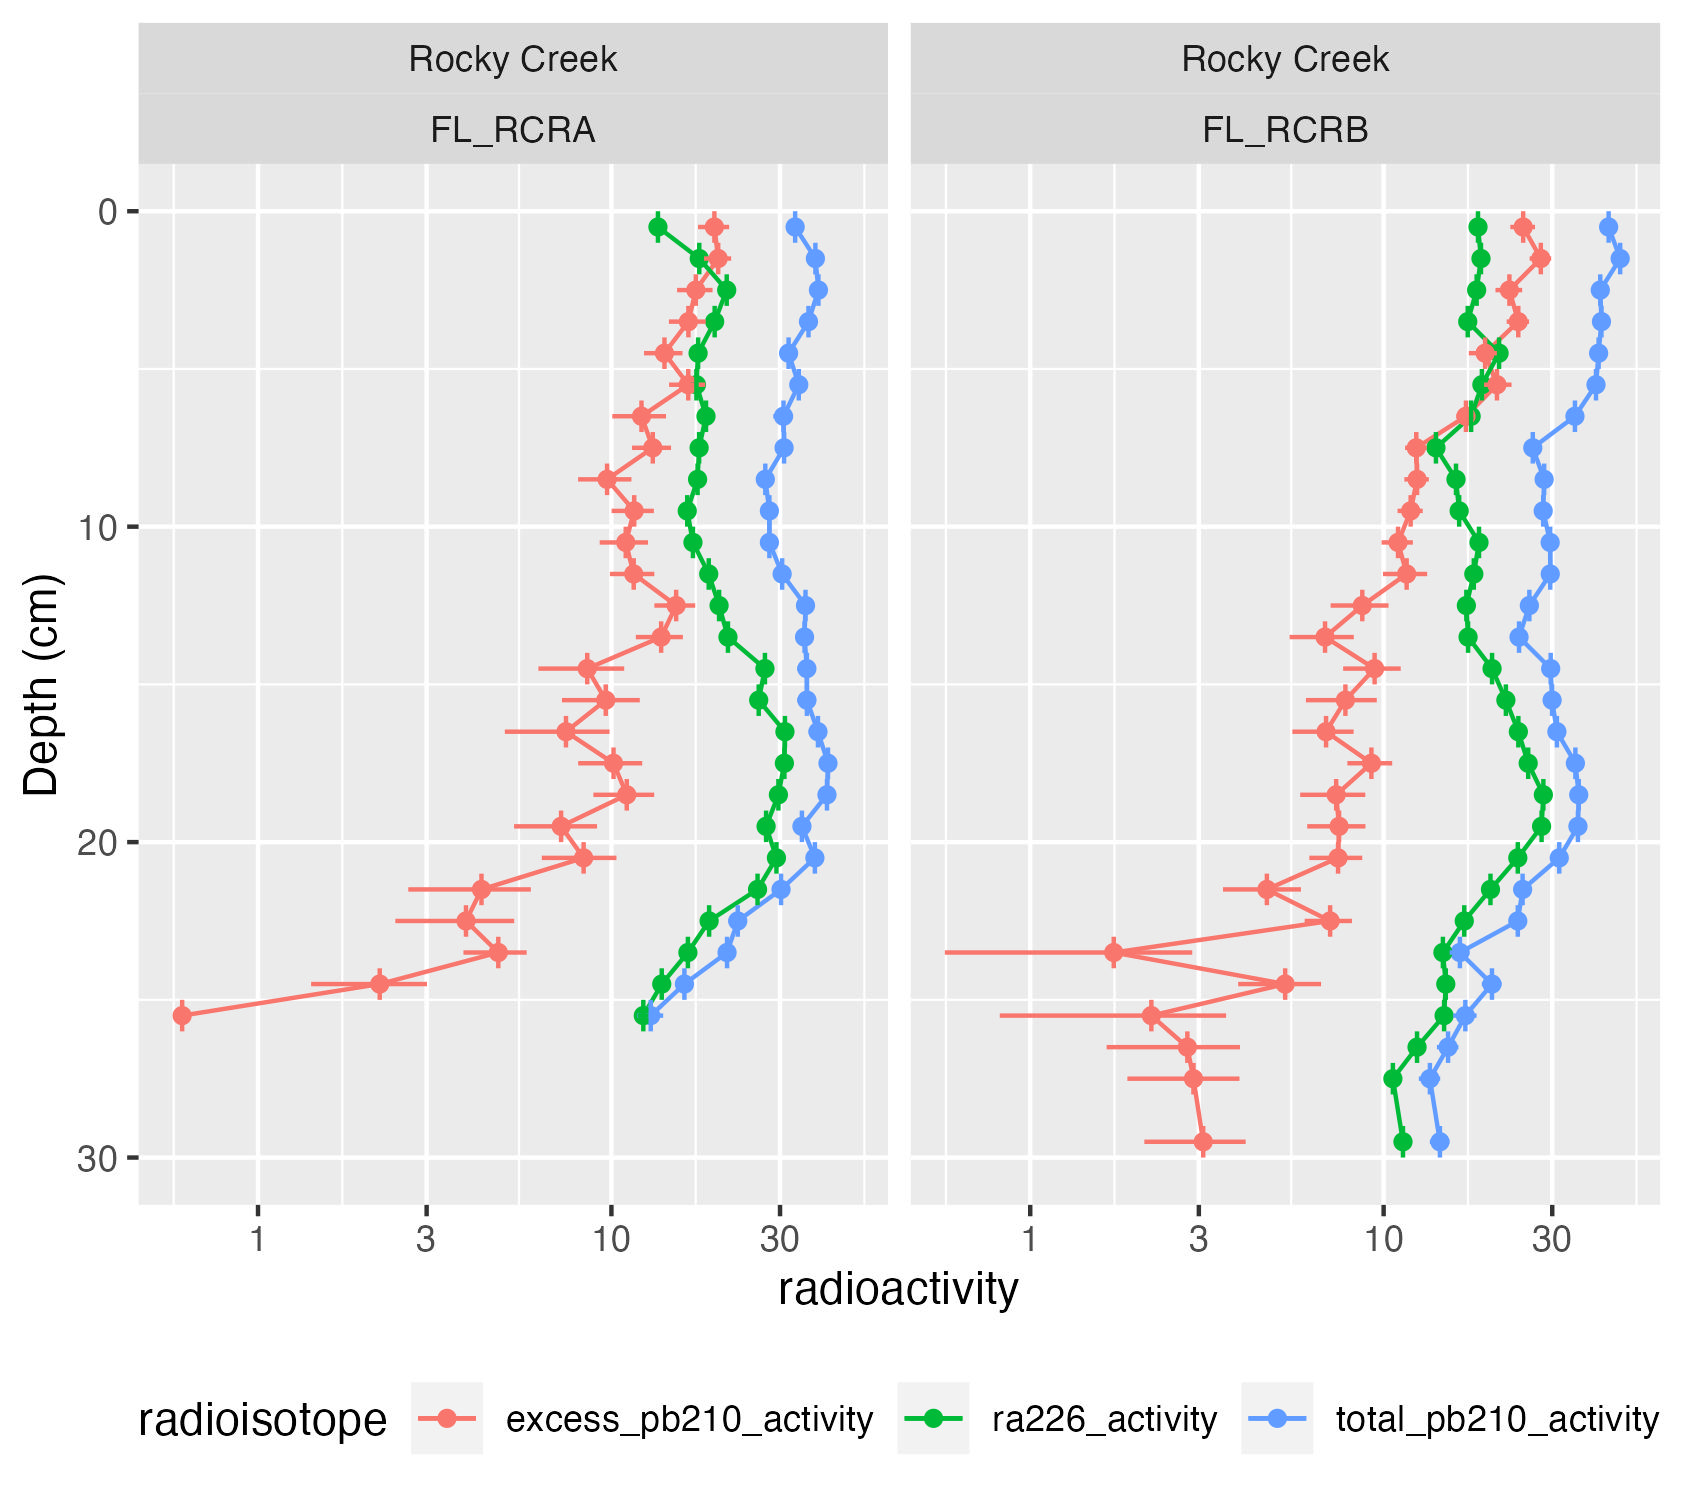 Rocky Creek Rocky Creek
FL_RCRA FL_RCRB
0
10
20
30
Depth (cm)
1 3 10 30 1 3 10 30
radioactivity
radioisotope excess_pb210_activity ra226_activity total_pb210_activity